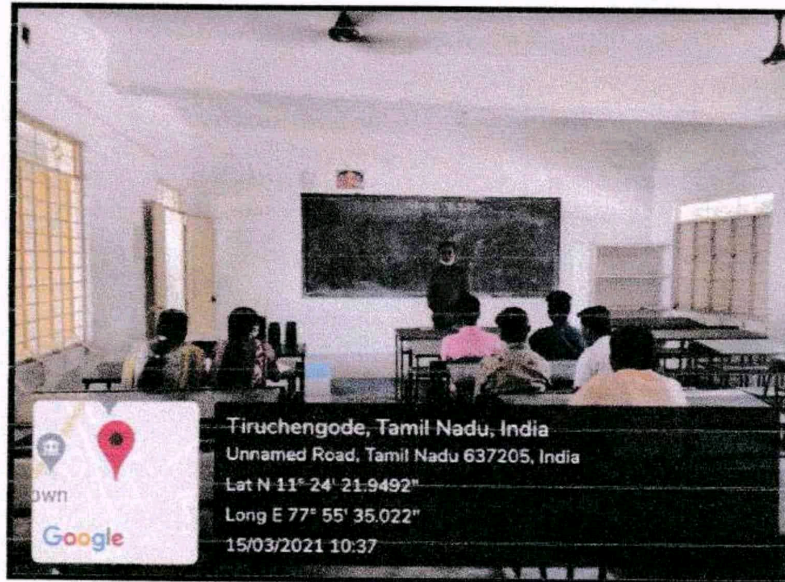 Tiruchengode, Tamil Nadu, India
Unnamed Road, Tamil Nadu 637205, India
Lat N 11° 24' 21.9492"
Long E 77° 55' 35.022"
15/03/2021 10:37
own
Google